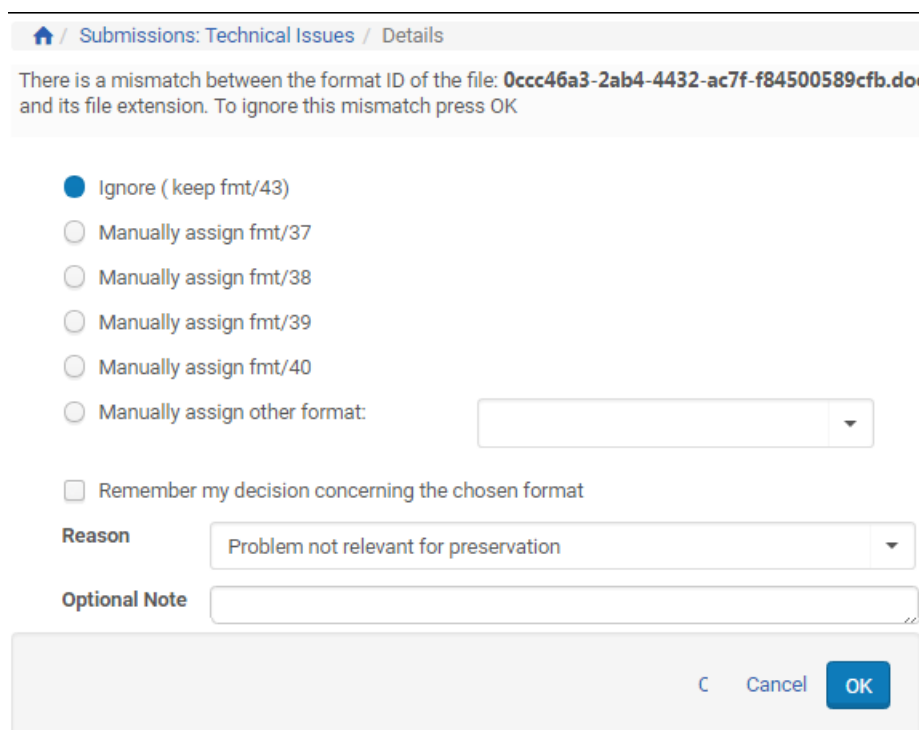 / Submissions: Technical Issues / Details
There is a mismatch between the format ID of the file: 0ccc46a3-2ab4-4432-ac7f-f84500589cfb.doc
and its file extension. To ignore this mismatch press OK
Ignore ( keep fmt/43)
Manually assign fmt/37
Manually assign fmt/38
Manually assign fmt/39
Manually assign fmt/40
Manually assign other format:
Remember my decision concerning the chosen format
Reason Problem not relevant for preservation
Optional Note
C Cancel OK